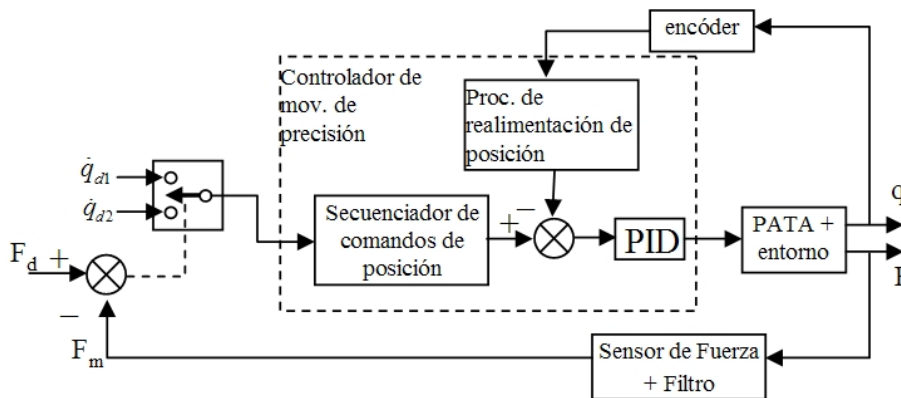 encóder
Controlador de
mov. de
precisión
Proc. de
realimentación de
posición
q̇d1
q̇d2
Secuenciador de
comandos de
posición
+
−
PID
PATA +
entorno
q
F
Fd
+
−
Fm
Sensor de Fuerza
+ Filtro